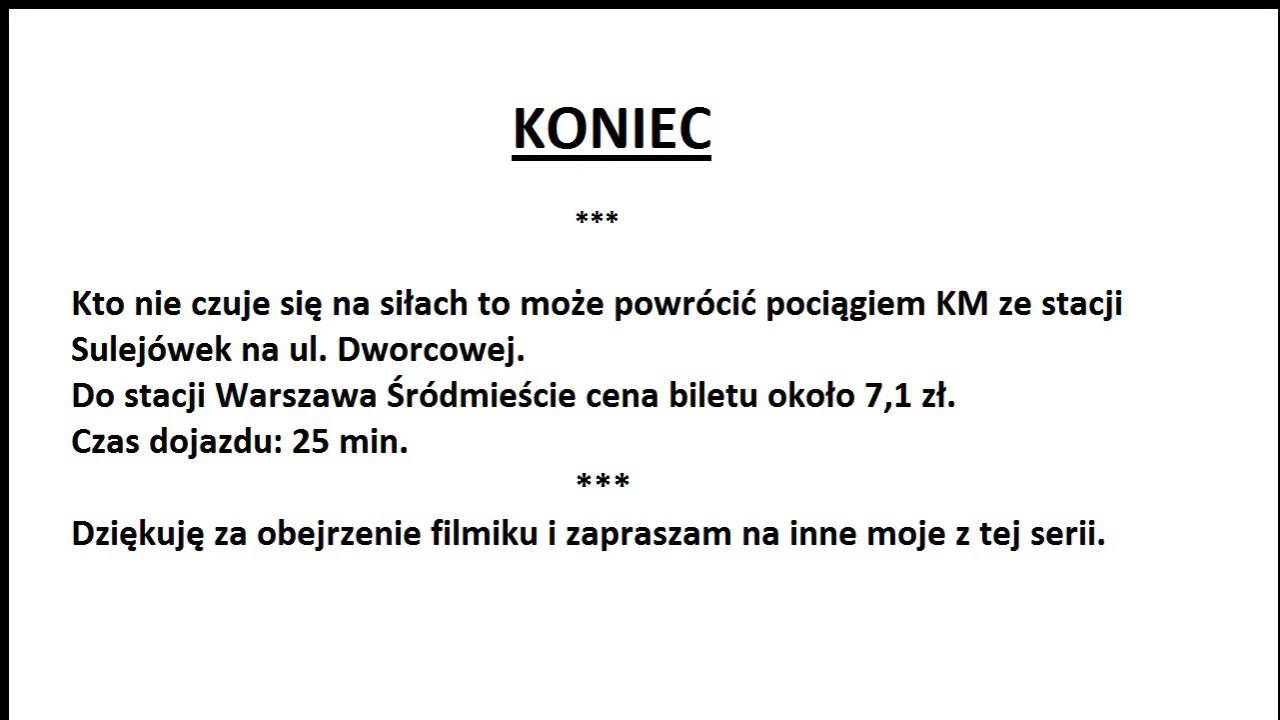 KONIEC
***
Kto nie czuje się na siłach to może powrócić pociągiem KM ze stacji
Sulejówek na ul. Dworcowej.
Do stacji Warszawa Śródmieście cena biletu około 7,1 zł.
Czas dojazdu: 25 min.
***
Dziękuję za obejrzenie filmiku i zapraszam na inne moje z tej serii.